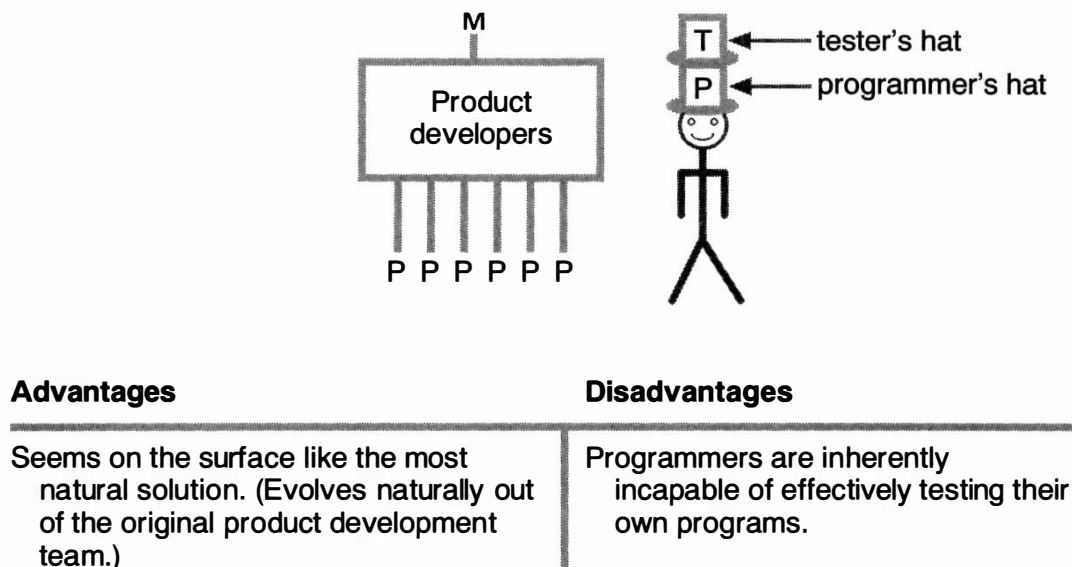 M
Product
developers
P P P P P P
T
tester's hat
P
programmer's hat
Advantages
Disadvantages
Seems on the surface like the most
natural solution. (Evolves naturally out
of the original product development
team.)
Programmers are inherently
incapable of effectively testing their
own programs.